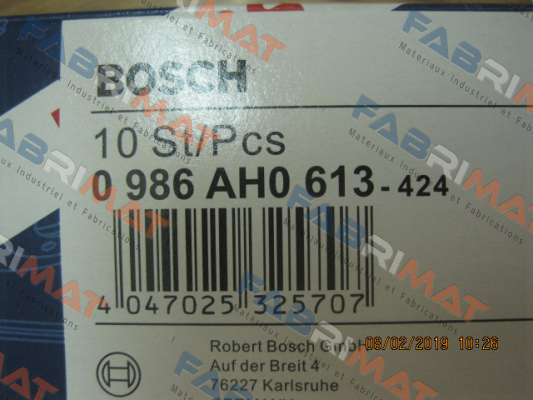 BOSCH
10 St/Pcs
0 986 AH0 613 - 424
4 047025 325707
Robert Bosch GmbH
Auf der Breit 4
76227 Karlsruhe
06/02/2019 10:26
FABRIMAT
Materiaux Industriel et Fabrications